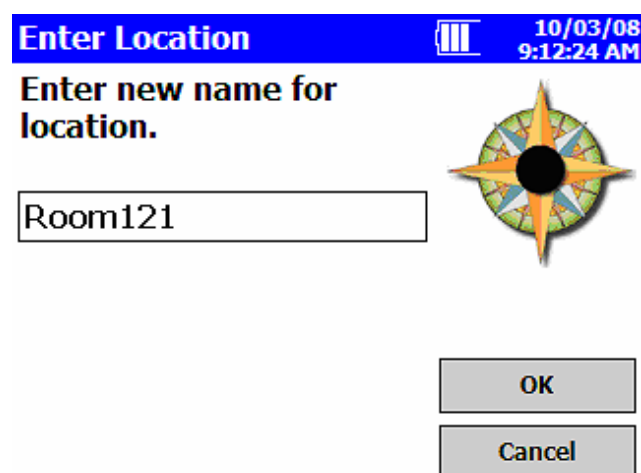 Enter Location
10/03/08
9:12:24 AM
Enter new name for
location.
Room121
OK
Cancel